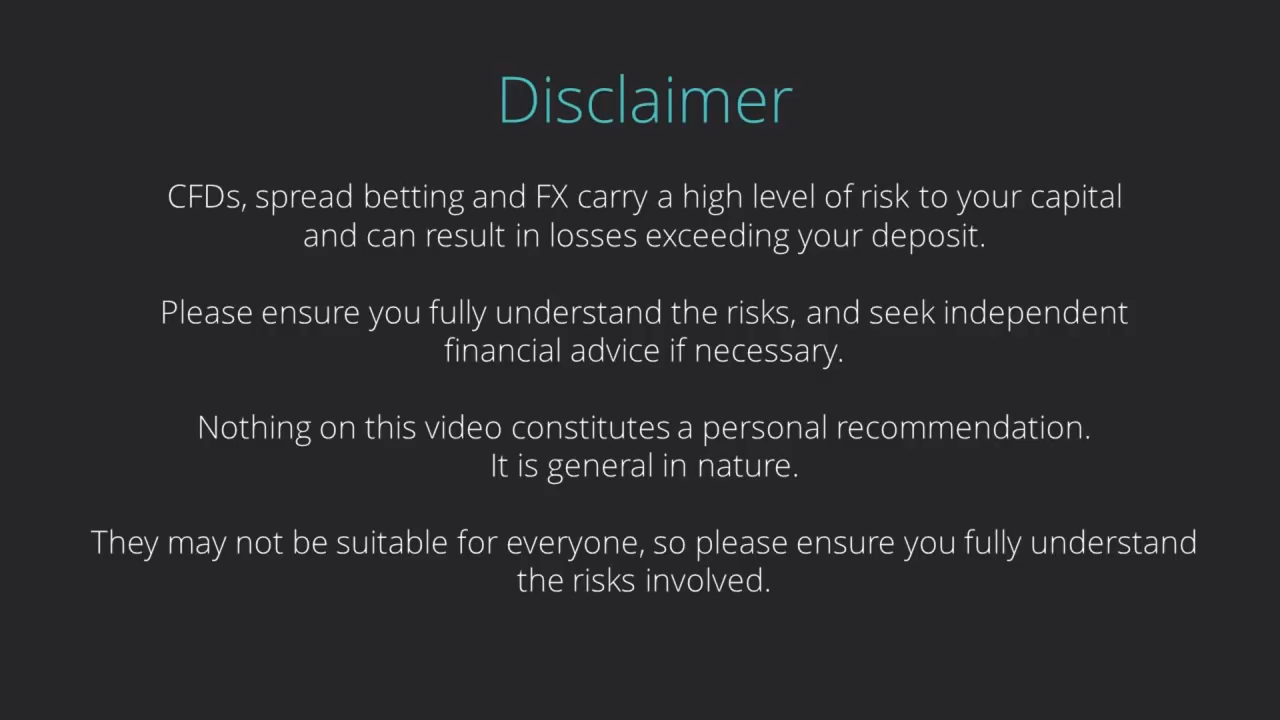 Disclaimer
CFDs, spread betting and FX carry a high level of risk to your capital
and can result in losses exceeding your deposit.
Please ensure you fully understand the risks, and seek independent
financial advice if necessary.
Nothing on this video constitutes a personal recommendation.
It is general in nature.
They may not be suitable for everyone, so please ensure you fully understand
the risks involved.